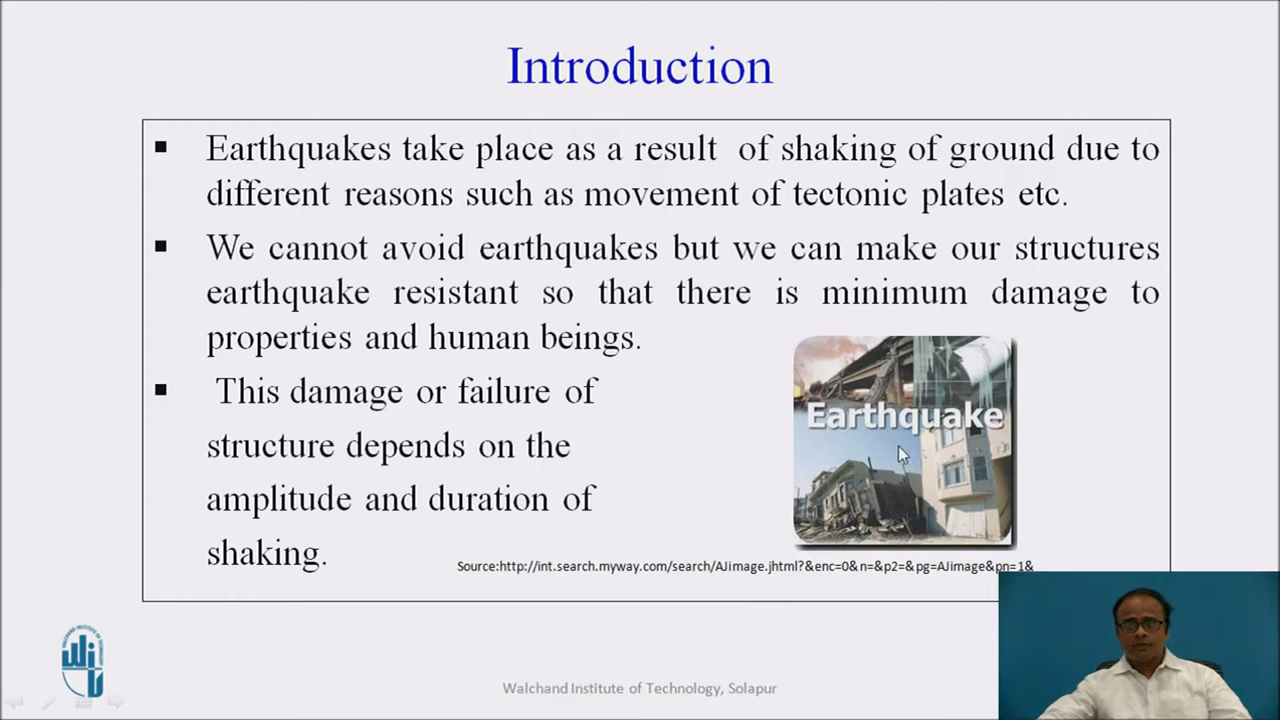 Introduction
▪ Earthquakes take place as a result of shaking of ground due to
different reasons such as movement of tectonic plates etc.
▪ We cannot avoid earthquakes but we can make our structures
earthquake resistant so that there is minimum damage to
properties and human beings.
▪ This damage or failure of
structure depends on the
amplitude and duration of
shaking.
Earthquake
Source:http://int.search.myway.com/search/AJimage.jhtml?&enc=0&n=&p2=&pg=AJimage&pn=1&
Walchand Institute of Technology, Solapur